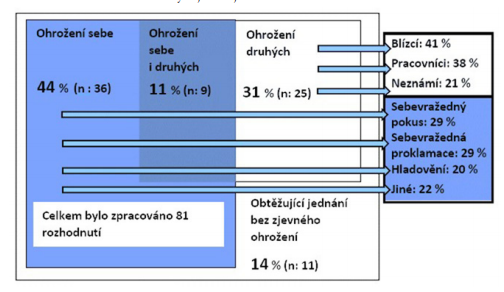 Ohrožení sebe
44 % (n : 36)
Ohrožení
sebe
i druhých
11 % (n: 9)
Ohrožení
druhých
31 % (n: 25)
Blízcí: 41 %
Pracovníci: 38 %
Neznámí: 21 %
Sebevražedný
pokus: 29 %
Sebevražedná
proklamace: 29 %
Hladovění: 20 %
Jiné: 22 %
Celkem bylo zpracováno 81
rozhodnutí
Obtěžující jednání
bez zjevného
ohrožení
14 % (n: 11)